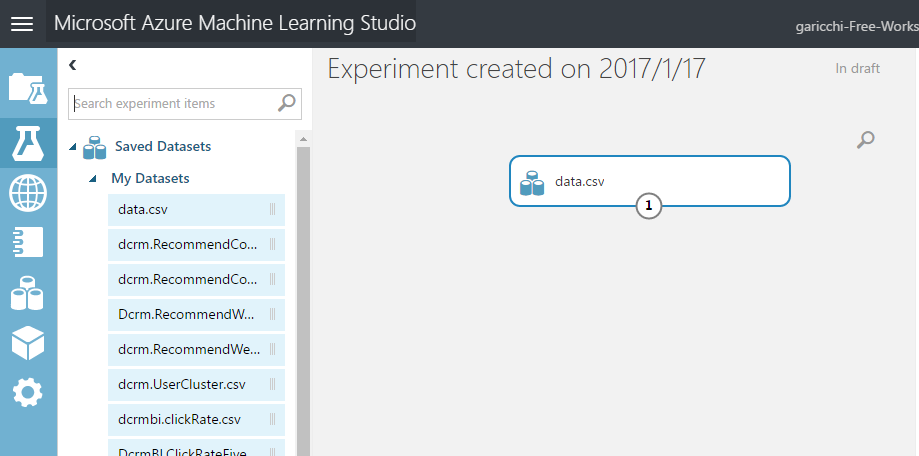 Microsoft Azure Machine Learning Studio
garicchi-Free-Works
Experiment created on 2017/1/17
In draft
Search experiment items
Saved Datasets
My Datasets
data.csv
dcrm.RecommendCo...
dcrm.RecommendCo...
Dcrm.RecommendW...
dcrm.RecommendWe...
dcrm.UserCluster.csv
dcrmbi.clickRate.csv
DcrmBI.ClickRateFive
data.csv
1